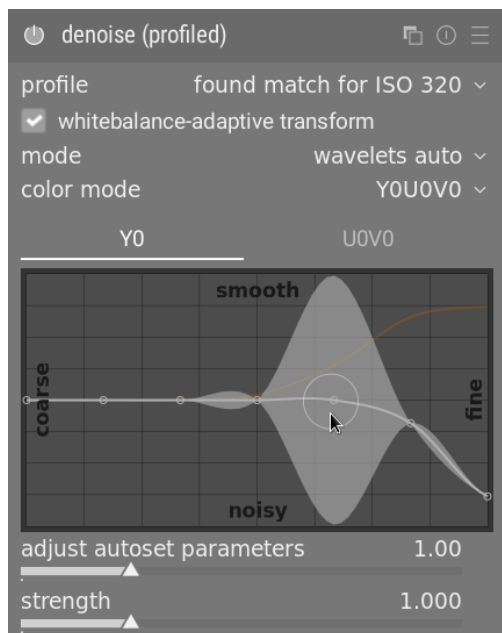 denoise (profiled)
profile found match for ISO 320
whitebalance-adaptive transform
mode wavelets auto
color mode Y0U0V0
Y0 U0V0
smooth
coarse
fine
noisy
adjust autoset parameters 1.00
strength 1.000